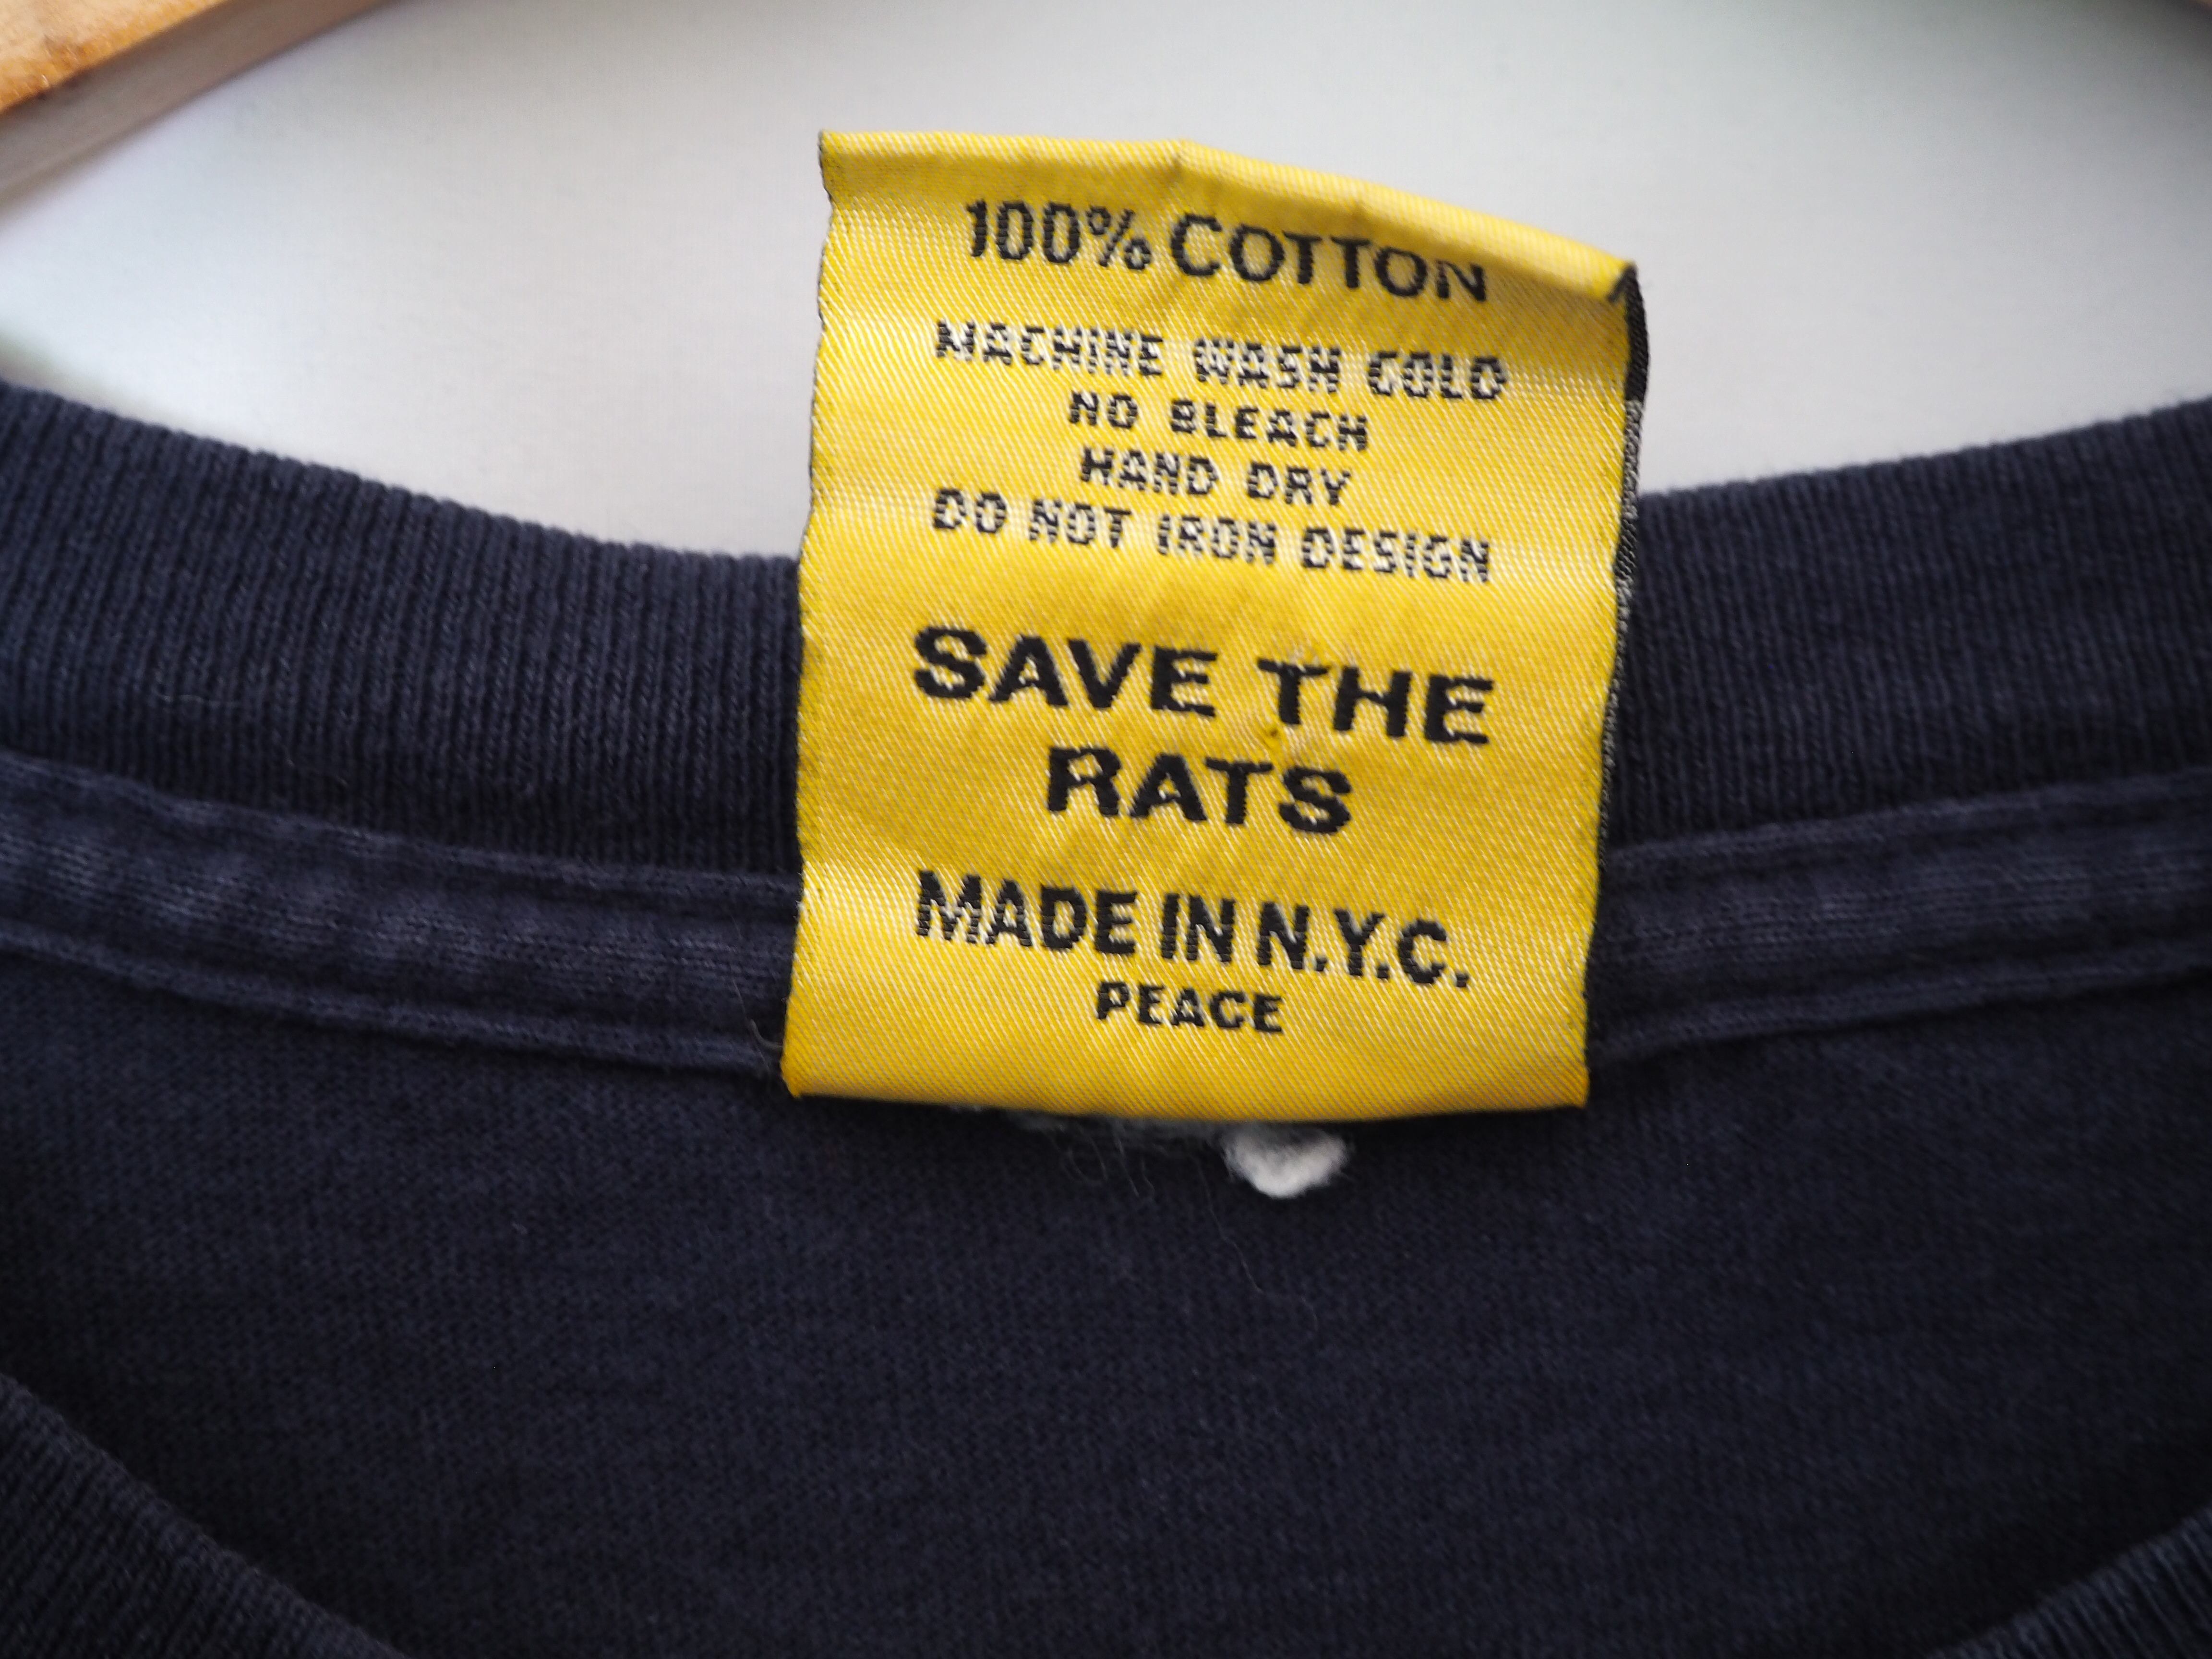 100% COTTON
MACHINE WASH COLD
NO BLEACH
HAND DRY
DO NOT IRON DESIGN
SAVE THE
RATS
MADE IN N.Y.C.
PEACE